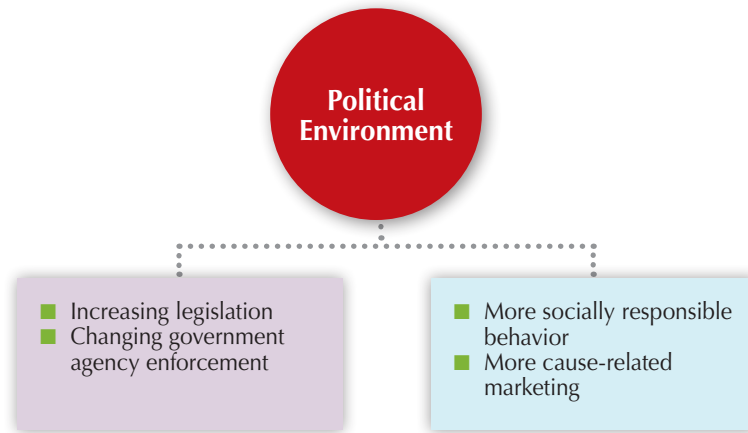 Political
Environment
Increasing legislation
Changing government
agency enforcement
More socially responsible
behavior
More cause-related
marketing